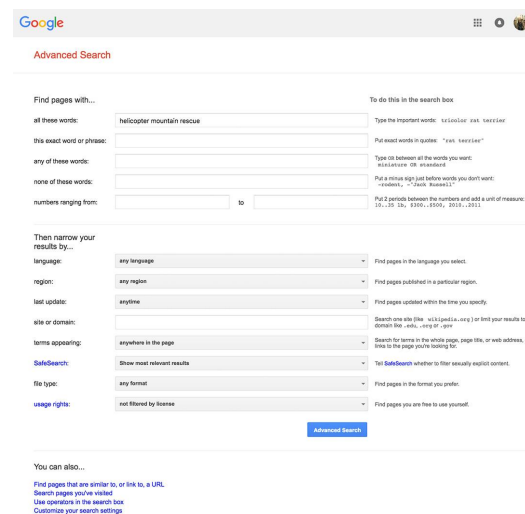 Google
Advanced Search
Find pages with...
To do this in the search box
all these words:
helicopter mountain rescue
Type the important words: tricolor rat terrier
this exact word or phrase:
Put exact words in quotes: "rat terrier"
any of these words:
Type OR between all the words you want:
miniature OR standard
none of these words:
Put a minus sign just before words you don't want:
-rodent, -"Jack Russell"
numbers ranging from:
to
Put 2 periods between the numbers and add a unit of measure:
10..35 lb, $300..$500, 2010..2011
Then narrow your
results by...
language:
any language
Find pages in the language you select.
region:
any region
Find pages published in a particular region.
last update:
anytime
Find pages updated within the time you specify.
site or domain:
Search one site (like wikipedia.org) or limit your results to
domain like .edu, .org or .gov
terms appearing:
anywhere in the page
Search for terms in the whole page, page title, or web address,
links to the page you're looking for.
SafeSearch:
Show most relevant results
Tell SafeSearch whether to filter sexually explicit content.
file type:
any format
Find pages in the format you prefer.
usage rights:
not filtered by license
Find pages you are free to use yourself.
Advanced Search
You can also...
Find pages that are similar to, or link to, a URL
Search pages you've visited
Use operators in the search box
Customize your search settings